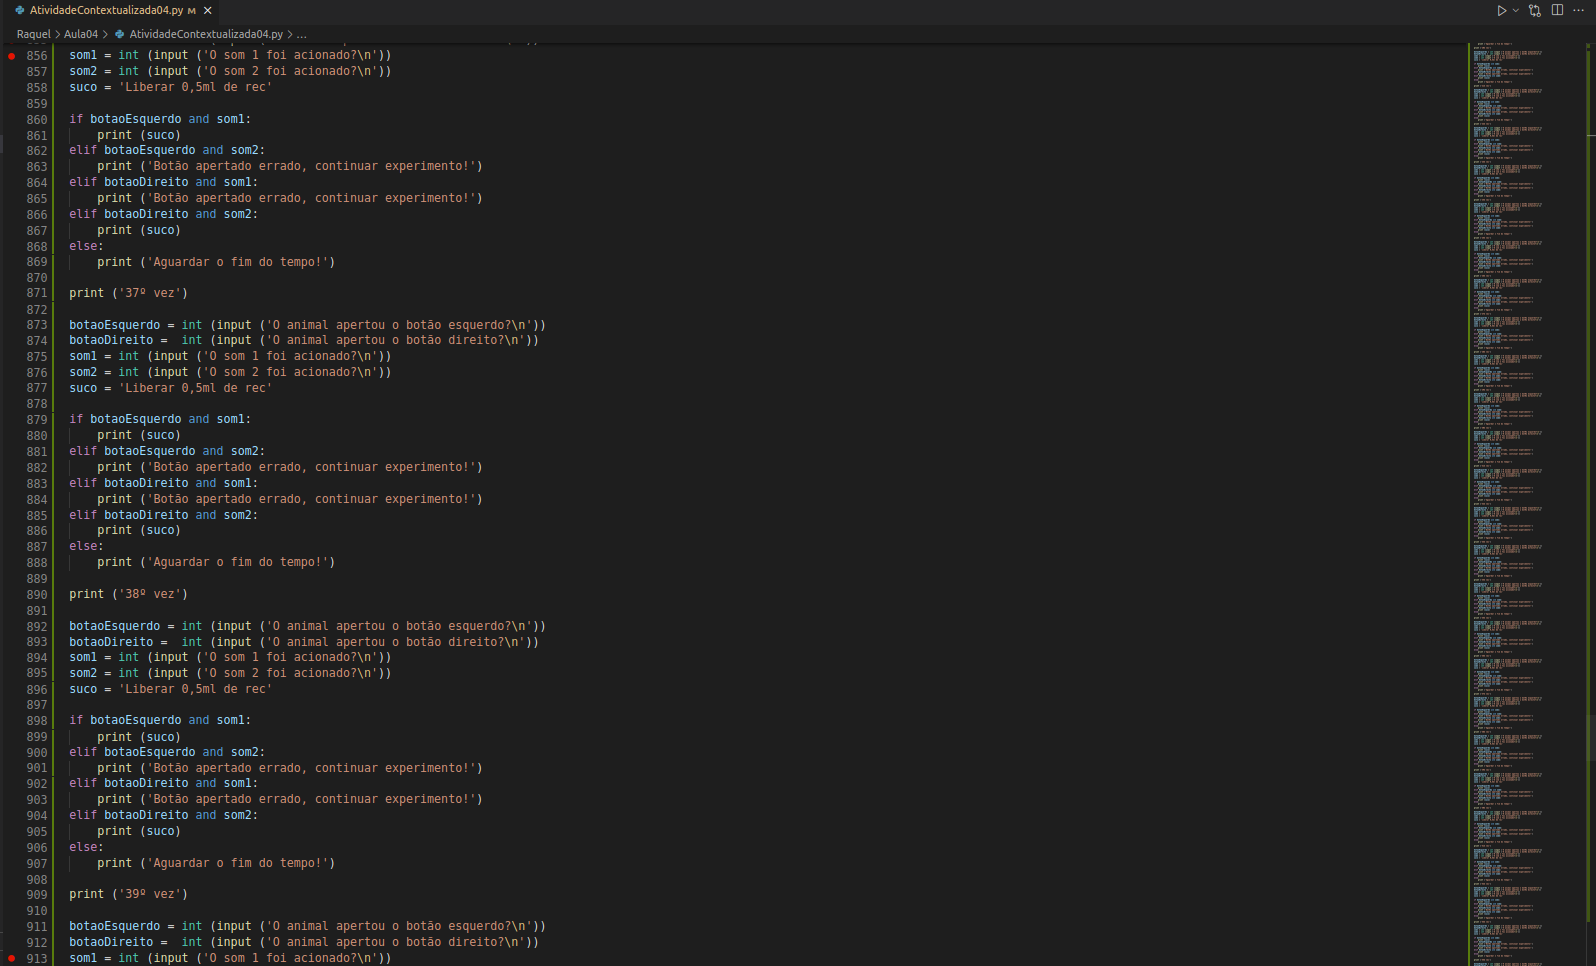 AtividadeContextualizada04.py M
Raquel > Aula04 > AtividadeContextualizada04.py > ...
856 som1 = int (input ('O som 1 foi acionado?\n'))
857 som2 = int (input ('O som 2 foi acionado?\n'))
858 suco = 'Liberar 0,5ml de rec'
859
860 if botaoEsquerdo and som1:
861     print (suco)
862 elif botaoEsquerdo and som2:
863     print ('Botão apertado errado, continuar experimento!')
864 elif botaoDireito and som1:
865     print ('Botão apertado errado, continuar experimento!')
866 elif botaoDireito and som2:
867     print (suco)
868 else:
869     print ('Aguardar o fim do tempo!')
870
871 print ('37º vez')
872
873 botaoEsquerdo = int (input ('O animal apertou o botão esquerdo?\n'))
874 botaoDireito =  int (input ('O animal apertou o botão direito?\n'))
875 som1 = int (input ('O som 1 foi acionado?\n'))
876 som2 = int (input ('O som 2 foi acionado?\n'))
877 suco = 'Liberar 0,5ml de rec'
878
879 if botaoEsquerdo and som1:
880     print (suco)
881 elif botaoEsquerdo and som2:
882     print ('Botão apertado errado, continuar experimento!')
883 elif botaoDireito and som1:
884     print ('Botão apertado errado, continuar experimento!')
885 elif botaoDireito and som2:
886     print (suco)
887 else:
888     print ('Aguardar o fim do tempo!')
889
890 print ('38º vez')
891
892 botaoEsquerdo = int (input ('O animal apertou o botão esquerdo?\n'))
893 botaoDireito =  int (input ('O animal apertou o botão direito?\n'))
894 som1 = int (input ('O som 1 foi acionado?\n'))
895 som2 = int (input ('O som 2 foi acionado?\n'))
896 suco = 'Liberar 0,5ml de rec'
897
898 if botaoEsquerdo and som1:
899     print (suco)
900 elif botaoEsquerdo and som2:
901     print ('Botão apertado errado, continuar experimento!')
902 elif botaoDireito and som1:
903     print ('Botão apertado errado, continuar experimento!')
904 elif botaoDireito and som2:
905     print (suco)
906 else:
907     print ('Aguardar o fim do tempo!')
908
909 print ('39º vez')
910
911 botaoEsquerdo = int (input ('O animal apertou o botão esquerdo?\n'))
912 botaoDireito =  int (input ('O animal apertou o botão direito?\n'))
913 som1 = int (input ('O som 1 foi acionado?\n'))